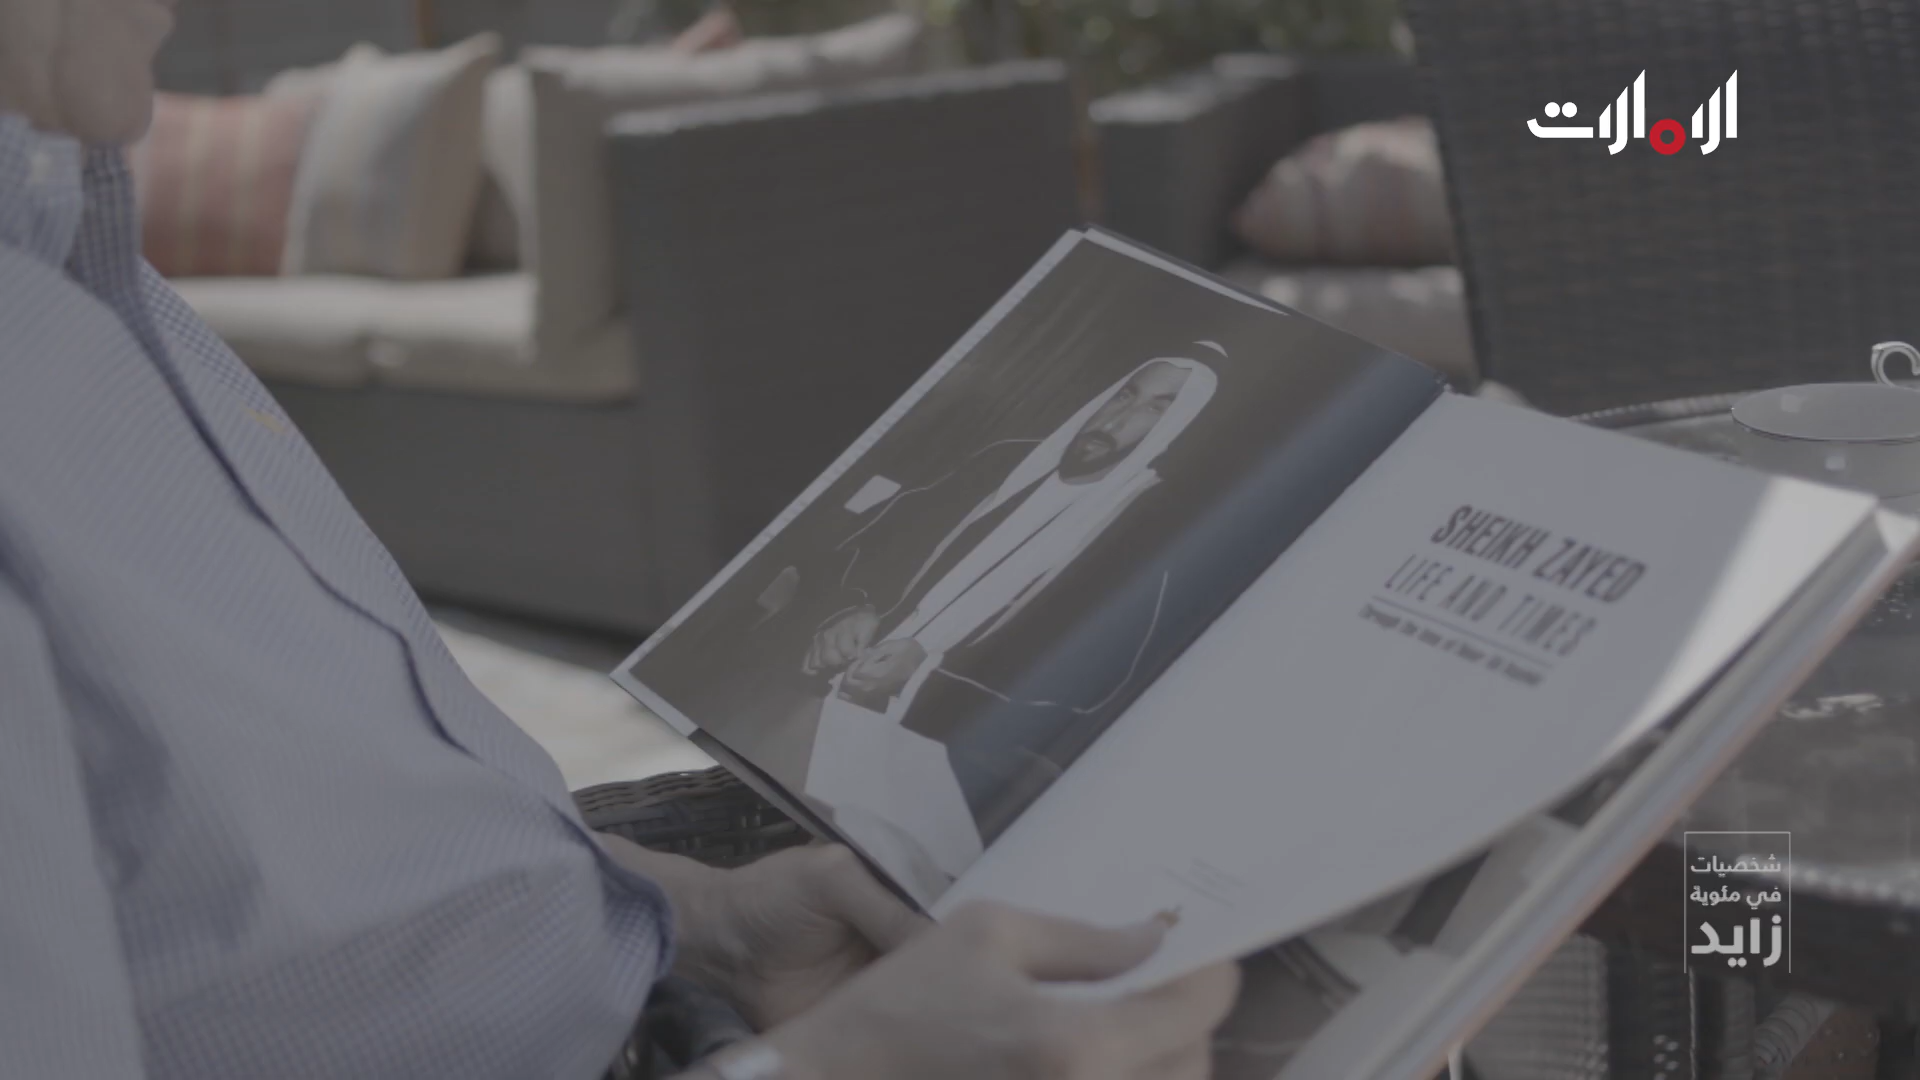 الامارات
SHEIKH ZAYED
LIFE AND TIMES
شخصيات
في مئوية
زايد